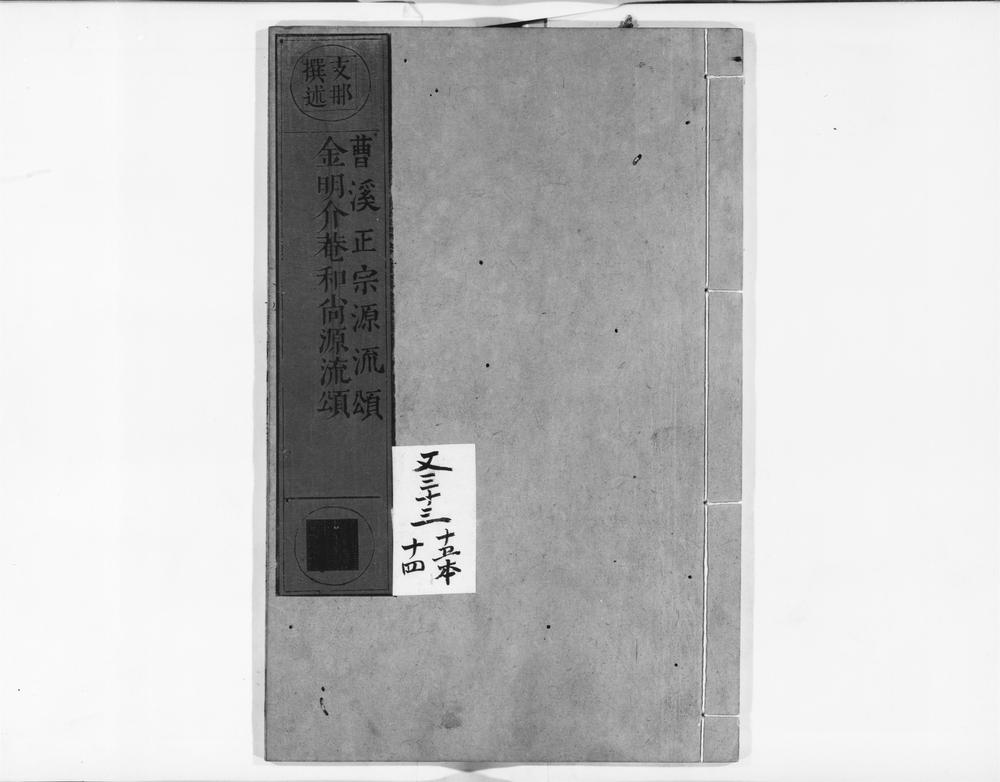 支那
撰述
曹溪正宗源流頌
金明介菴和尚源流頌
又三十三
十五本
十四